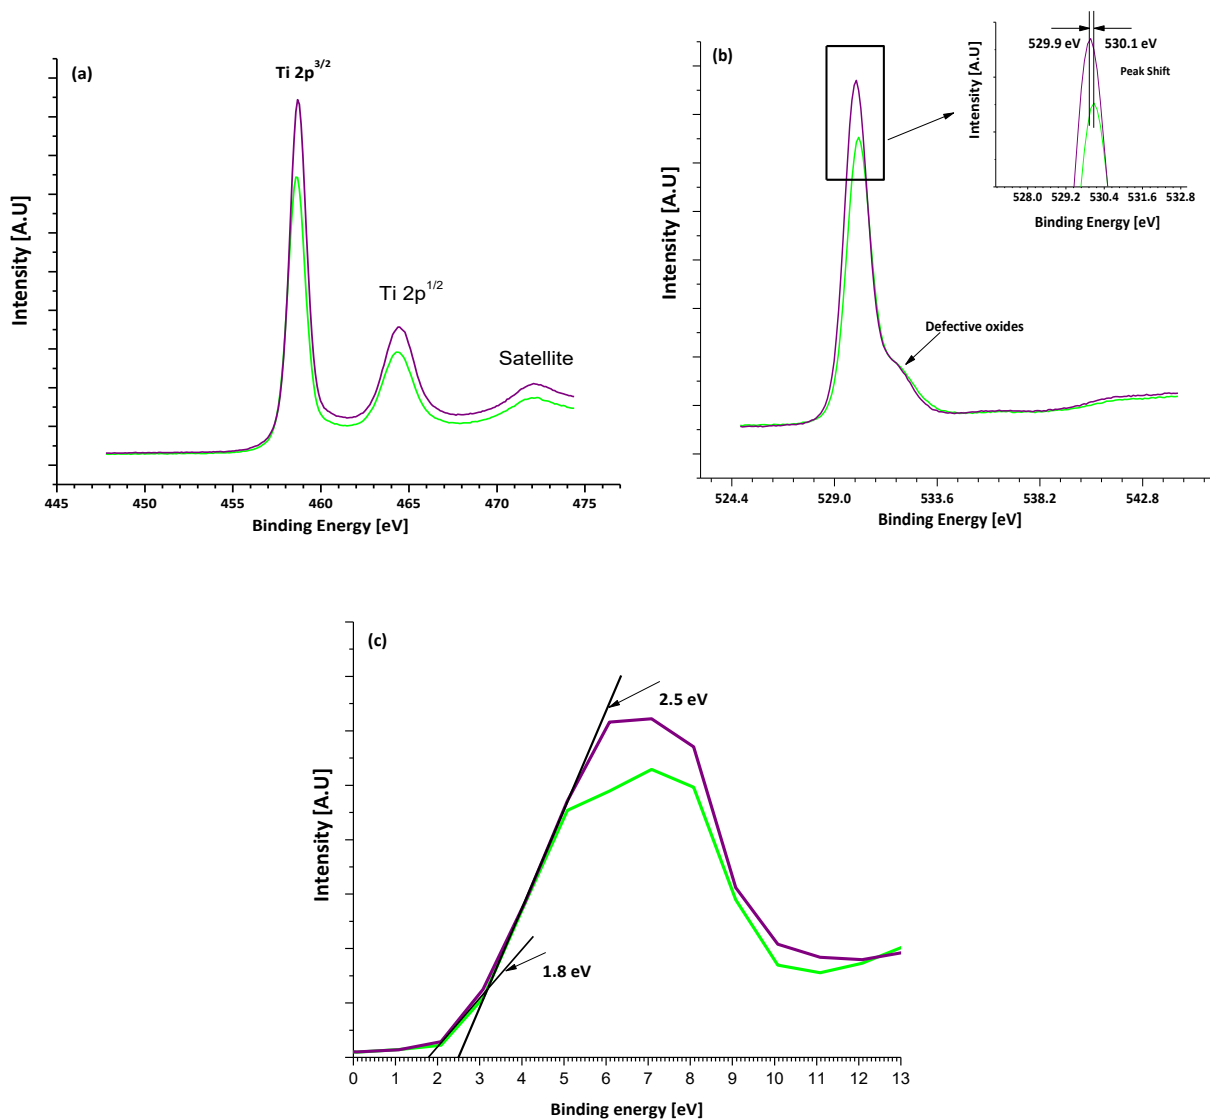 (a)
Ti 2p3/2
Ti 2p1/2
Satellite
Intensity [A.U]
445 450 455 460 465 470 475
Binding Energy [eV]
(b)
Defective oxides
Intensity [A.U]
524.4 529.0 533.6 538.2 542.8
Binding Energy [eV]
529.9 eV 530.1 eV
Peak Shift
Intensity [A.U]
528.0 529.2 530.4 531.6 532.8
Binding Energy [eV]
(c)
2.5 eV
1.8 eV
Intensity [A.U]
0 1 2 3 4 5 6 7 8 9 10 11 12 13
Binding energy [eV]